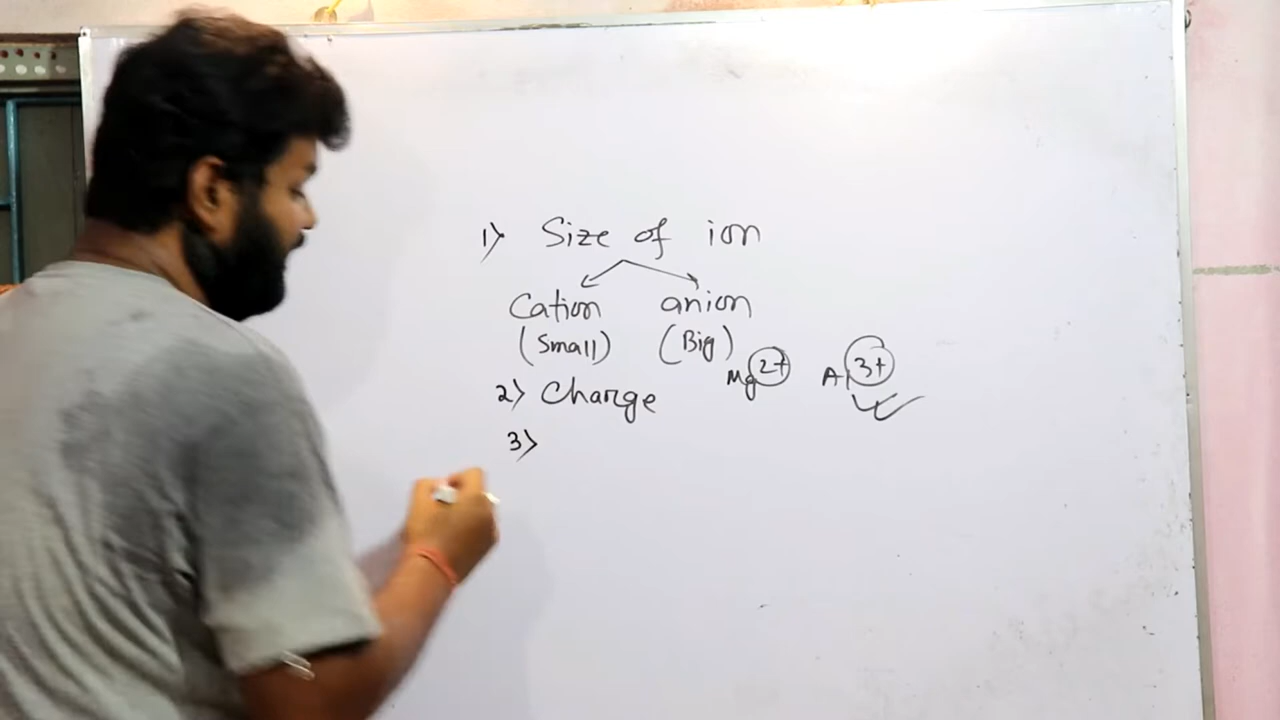 1) Size of ion
Cation anion
(Small) (Big)
Mg2+ Al3+
2) Charge
3)